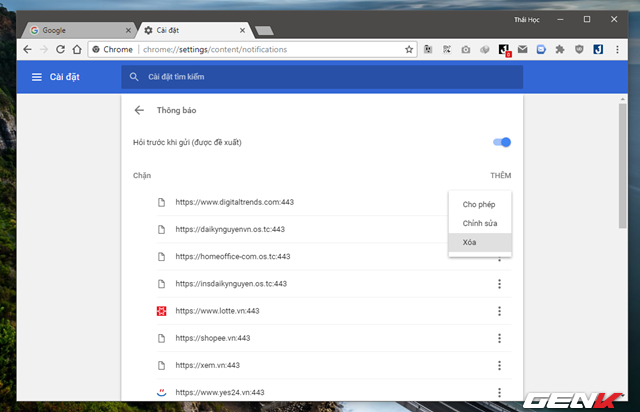 Thái Học
Google
Cài đặt
Chrome
chrome://settings/content/notifications
Cài đặt
Cài đặt tìm kiếm
Thông báo
Hỏi trước khi gửi (được đề xuất)
Chặn THÊM
https://www.digitaltrends.com:443
Cho phép
https://daikynguyenvn.os.tc:443
Chỉnh sửa
Xóa
https://homeoffice-com.os.tc:443
https://insdaikynguyen.os.tc:443
https://www.lotte.vn:443
https://shopee.vn:443
https://xem.vn:443
https://www.yes24.vn:443
GENK